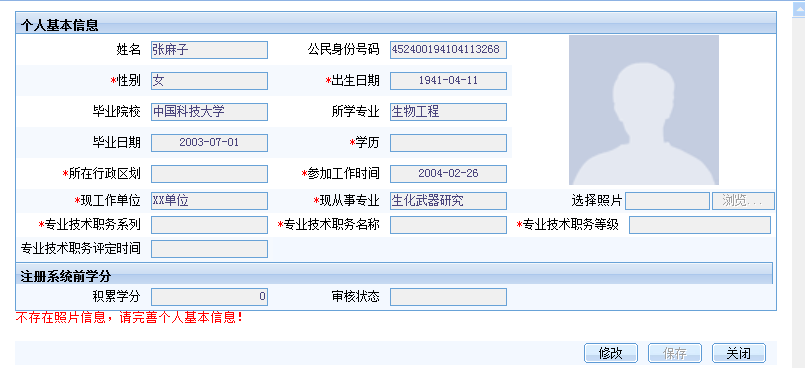 个人基本信息
姓名 张麻子 公民身份号码 452400194104113268
*性别 女 *出生日期 1941-04-11
毕业院校 中国科技大学 所学专业 生物工程
毕业日期 2003-07-01 *学历
*所在行政区划 *参加工作时间 2004-02-26
*现工作单位 XX单位 *现从事专业 生化武器研究 选择照片 浏览...
*专业技术职务系列 *专业技术职务名称 *专业技术职务等级
专业技术职务评定时间
注册系统前学分
积累学分 0 审核状态
不存在照片信息，请完善个人基本信息！
修改 保存 关闭